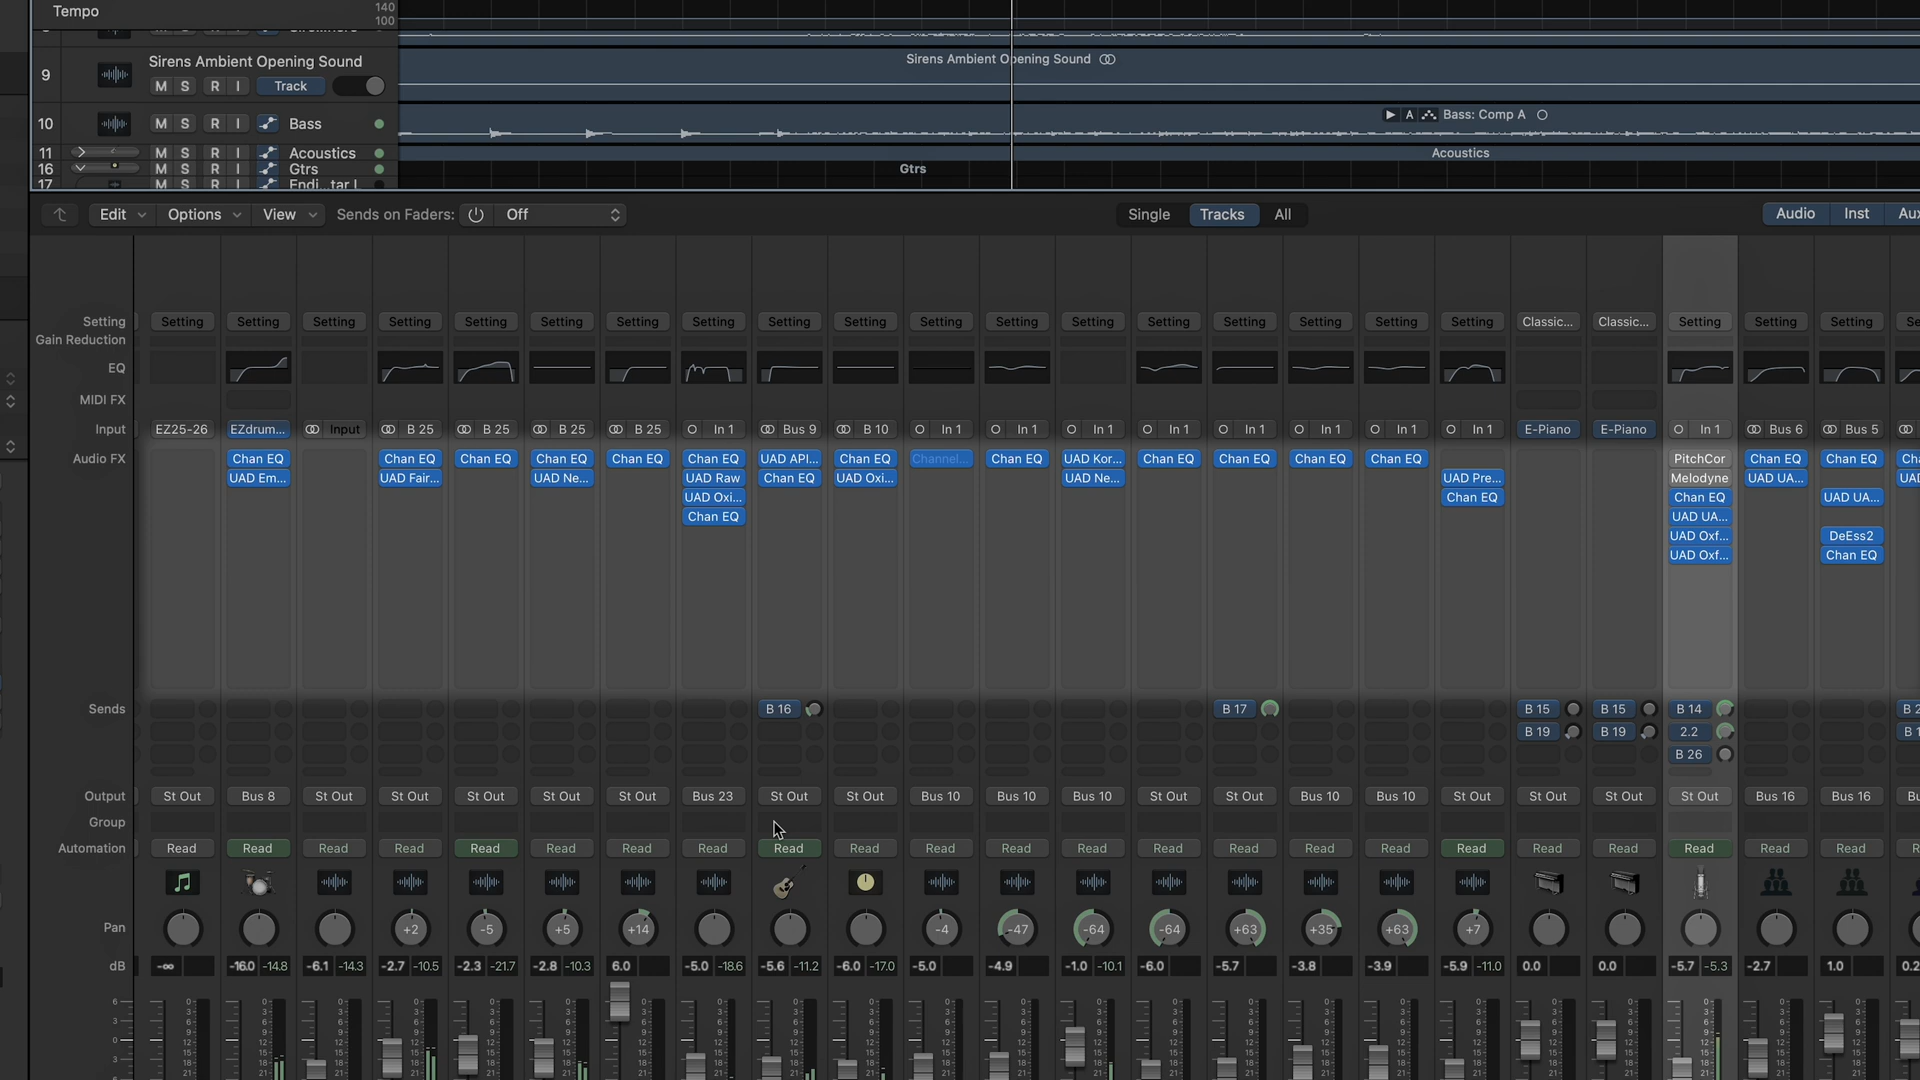 Tempo
140
100
9
Sirens Ambient Opening Sound
M S R I Track
Sirens Ambient Opening Sound
10
M S R I Bass
A Bass: Comp A
11
M S R I Acoustics
Acoustics
16
M S R I Gtrs
Gtrs
17
M S R I Endi...tar I
Edit Options View Sends on Faders: Off Single Tracks All Audio Inst
Setting Setting Setting Setting Setting Setting Setting Setting Setting Setting Setting Setting Setting Setting Setting Setting Setting Setting Setting Classic... Classic... Setting Setting Setting
Gain Reduction
EQ
MIDI FX
Input EZ25-26 EZdrum... Input B 25 B 25 B 25 B 25 In 1 Bus 9 B 10 In 1 In 1 In 1 In 1 In 1 In 1 In 1 In 1 E-Piano E-Piano In 1 Bus 6 Bus 5
Audio FX Chan EQ Chan EQ Chan EQ Chan EQ Chan EQ Chan EQ UAD API... Chan EQ Channel... Chan EQ UAD Kor... Chan EQ Chan EQ Chan EQ Chan EQ PitchCor Chan EQ Chan EQ
UAD Em... UAD Fair... UAD Ne... UAD Raw Chan EQ UAD Oxi... UAD Ne... UAD Pre... Melodyne UAD UA...
UAD Oxi... Chan EQ Chan EQ UAD UA...
Chan EQ UAD UA...
UAD Oxf... DeEss2
UAD Oxf... Chan EQ
Sends B 16 B 17 B 15 B 15 B 14
B 19 B 19 2.2
B 26
Output St Out Bus 8 St Out St Out St Out Bus 23 St Out Bus 23 St Out St Out Bus 10 Bus 10 Bus 10 St Out St Out Bus 10 Bus 10 St Out St Out St Out St Out Bus 16 Bus 16
Group
Automation Read Read Read Read Read Read Read Read Read Read Read Read Read Read Read Read Read Read Read Read Read Read Read
Pan +2 -5 +5 +14 -4 -47 -64 -64 +63 +35 +63 +7
dB -∞ -16.0 -14.8 -6.1 -14.3 -2.7 -10.5 -2.3 -21.7 -2.8 -10.3 6.0 -5.0 -18.6 -5.6 -11.2 -6.0 -17.0 -5.0 -4.9 -1.0 -10.1 -6.0 -5.7 -3.8 -3.9 -5.9 -11.0 0.0 0.0 -5.7 -5.3 -2.7 1.0 0.2